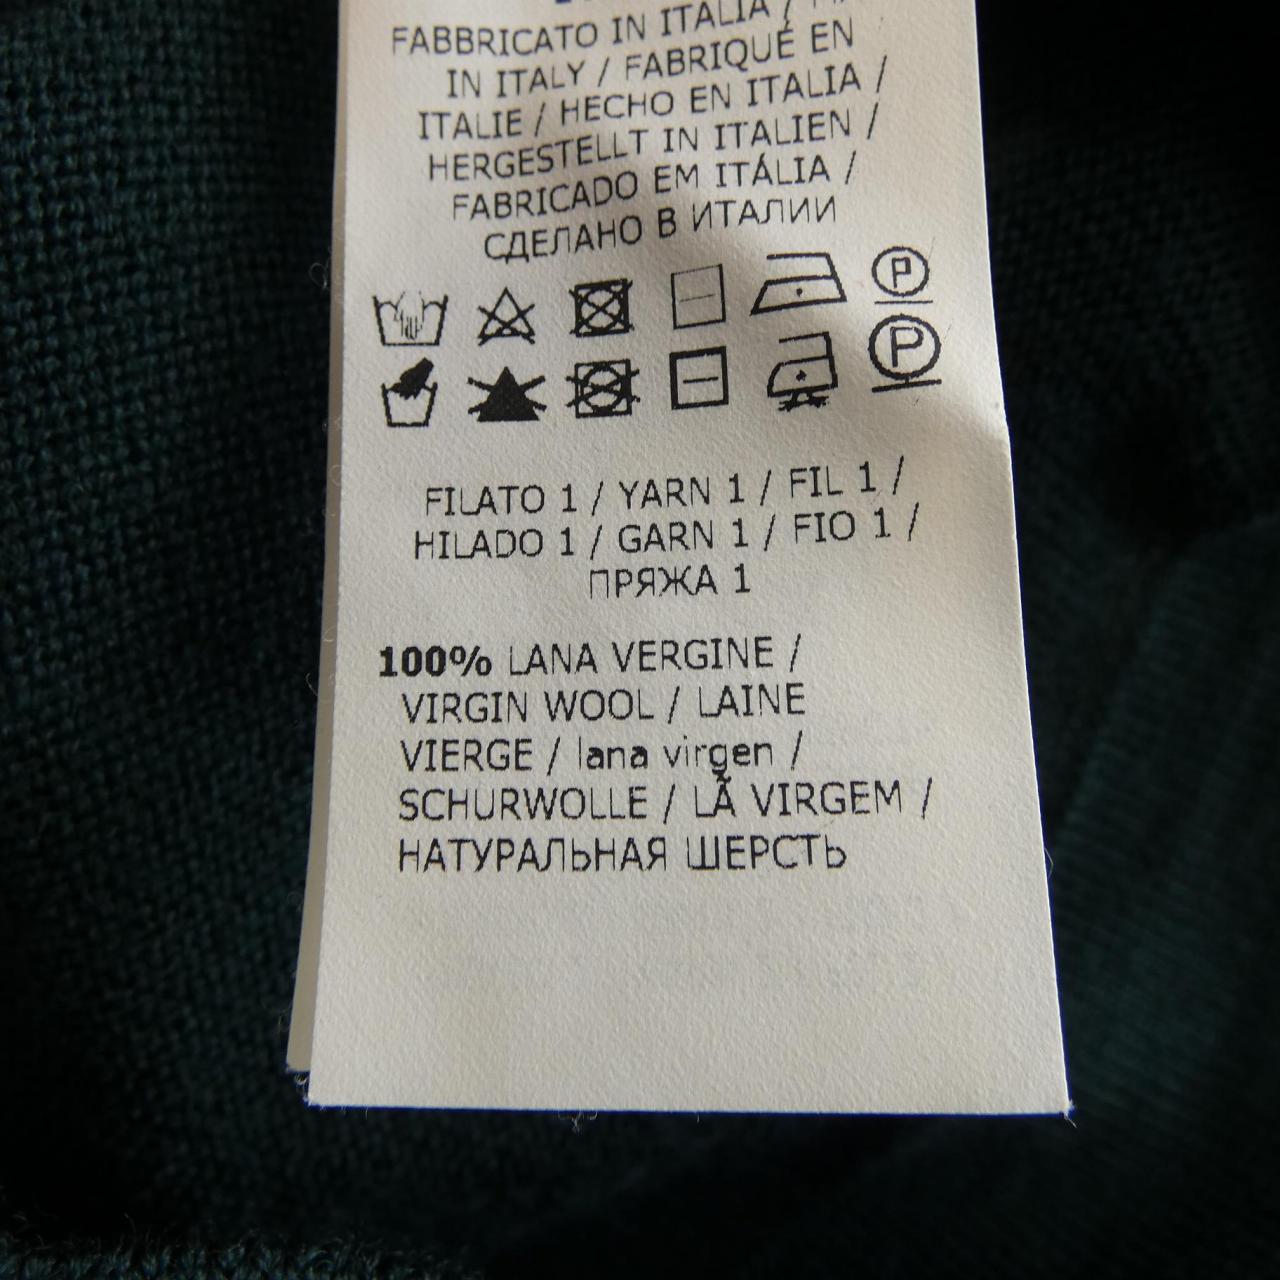 FABBRICATO IN ITALIA /
IN ITALY / FABRIQUÉ EN
ITALIE / HECHO EN ITALIA /
HERGESTELLT IN ITALIEN /
FABRICADO EM ITÁLIA /
СДЕЛАНО В ИТАЛИИ
P
P
FILATO 1 / YARN 1 / FIL 1 /
HILADO 1 / GARN 1 / FIO 1 /
ПРЯЖА 1
100% LANA VERGINE /
VIRGIN WOOL / LAINE
VIERGE / lana virgen /
SCHURWOLLE / LÃ VIRGEM /
НАТУРАЛЬНАЯ ШЕРСТЬ